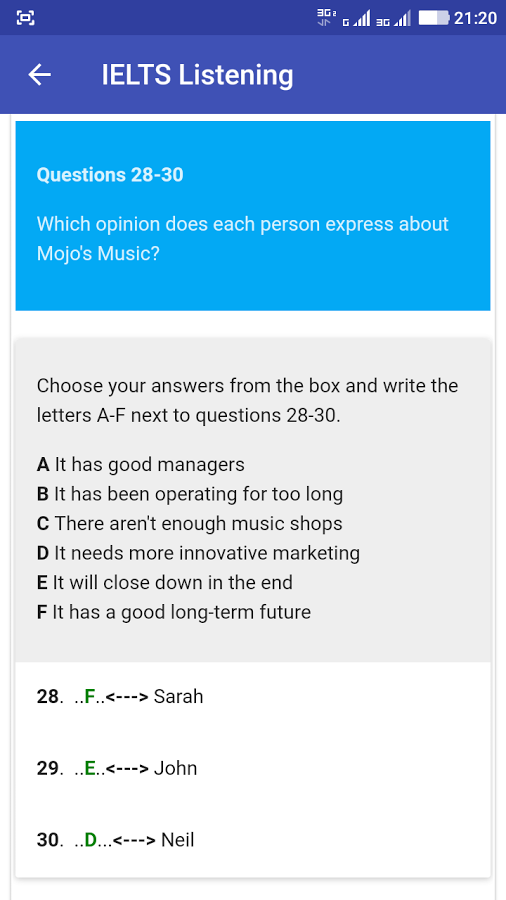 3G 2 G 3G 21:20
IELTS Listening
Questions 28-30
Which opinion does each person express about
Mojo's Music?
Choose your answers from the box and write the
letters A-F next to questions 28-30.
A It has good managers
B It has been operating for too long
C There aren't enough music shops
D It needs more innovative marketing
E It will close down in the end
F It has a good long-term future
28. ..F..<---> Sarah
29. ..E..<---> John
30. ..D...<---> Neil